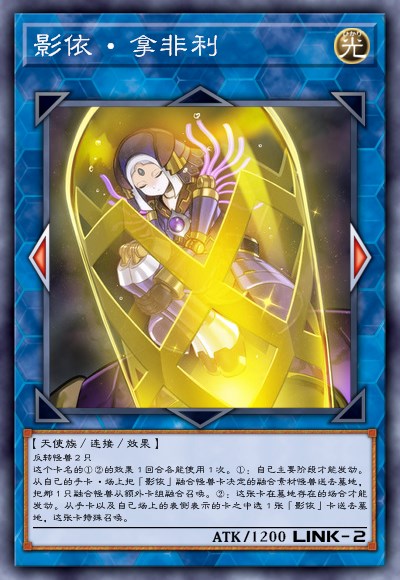 影依·拿非利
光
ひかり
【天使族/连接/效果】
反转怪兽2只
这个卡名的①②的效果1回合各能使用1次。①:自己主要阶段才能发动。
从自己的手卡·场上把「影依」融合怪兽卡决定的融合素材怪兽送去墓地,
把那1只融合怪兽从额外卡组融合召唤。②:这张卡在墓地存在的场合才能
发动。从手卡以及自己场上的表侧表示的卡之中选1张「影依」卡送去墓
地,这张卡特殊召唤。
ATK/1200 LINK-2